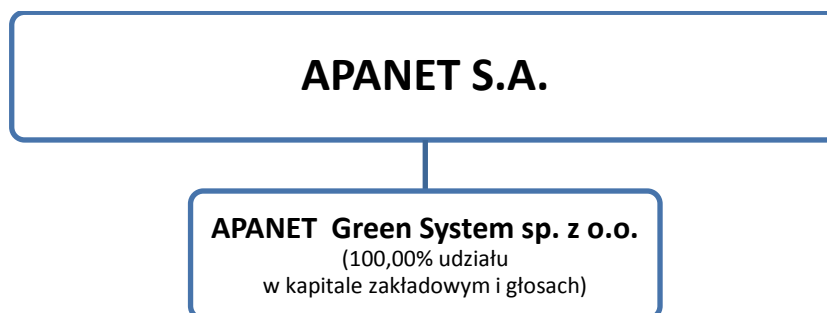 APANET S.A.
APANET Green System sp. z o.o.
(100,00% udziału
w kapitale zakładowym i głosach)